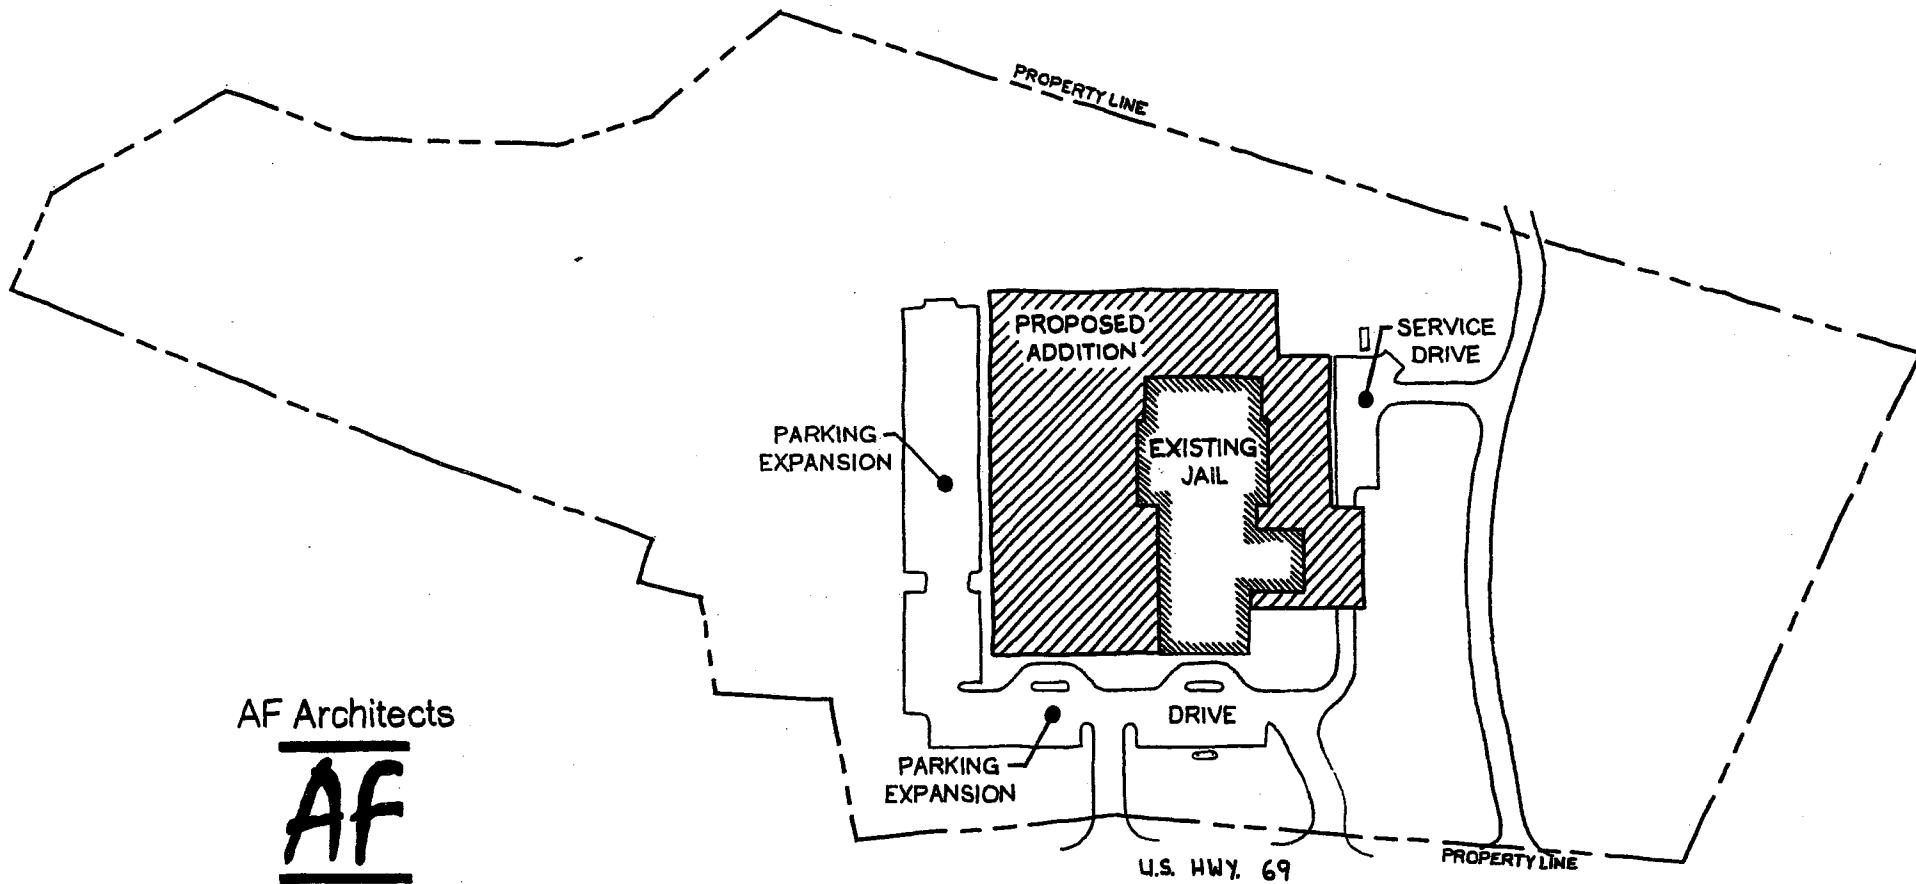 PROPERTY LINE
PROPOSED
ADDITION
SERVICE
DRIVE
PARKING
EXPANSION
EXISTING
JAIL
AF Architects
AF
DRIVE
PARKING
EXPANSION
PROPERTY LINE
U.S. HWY. 69